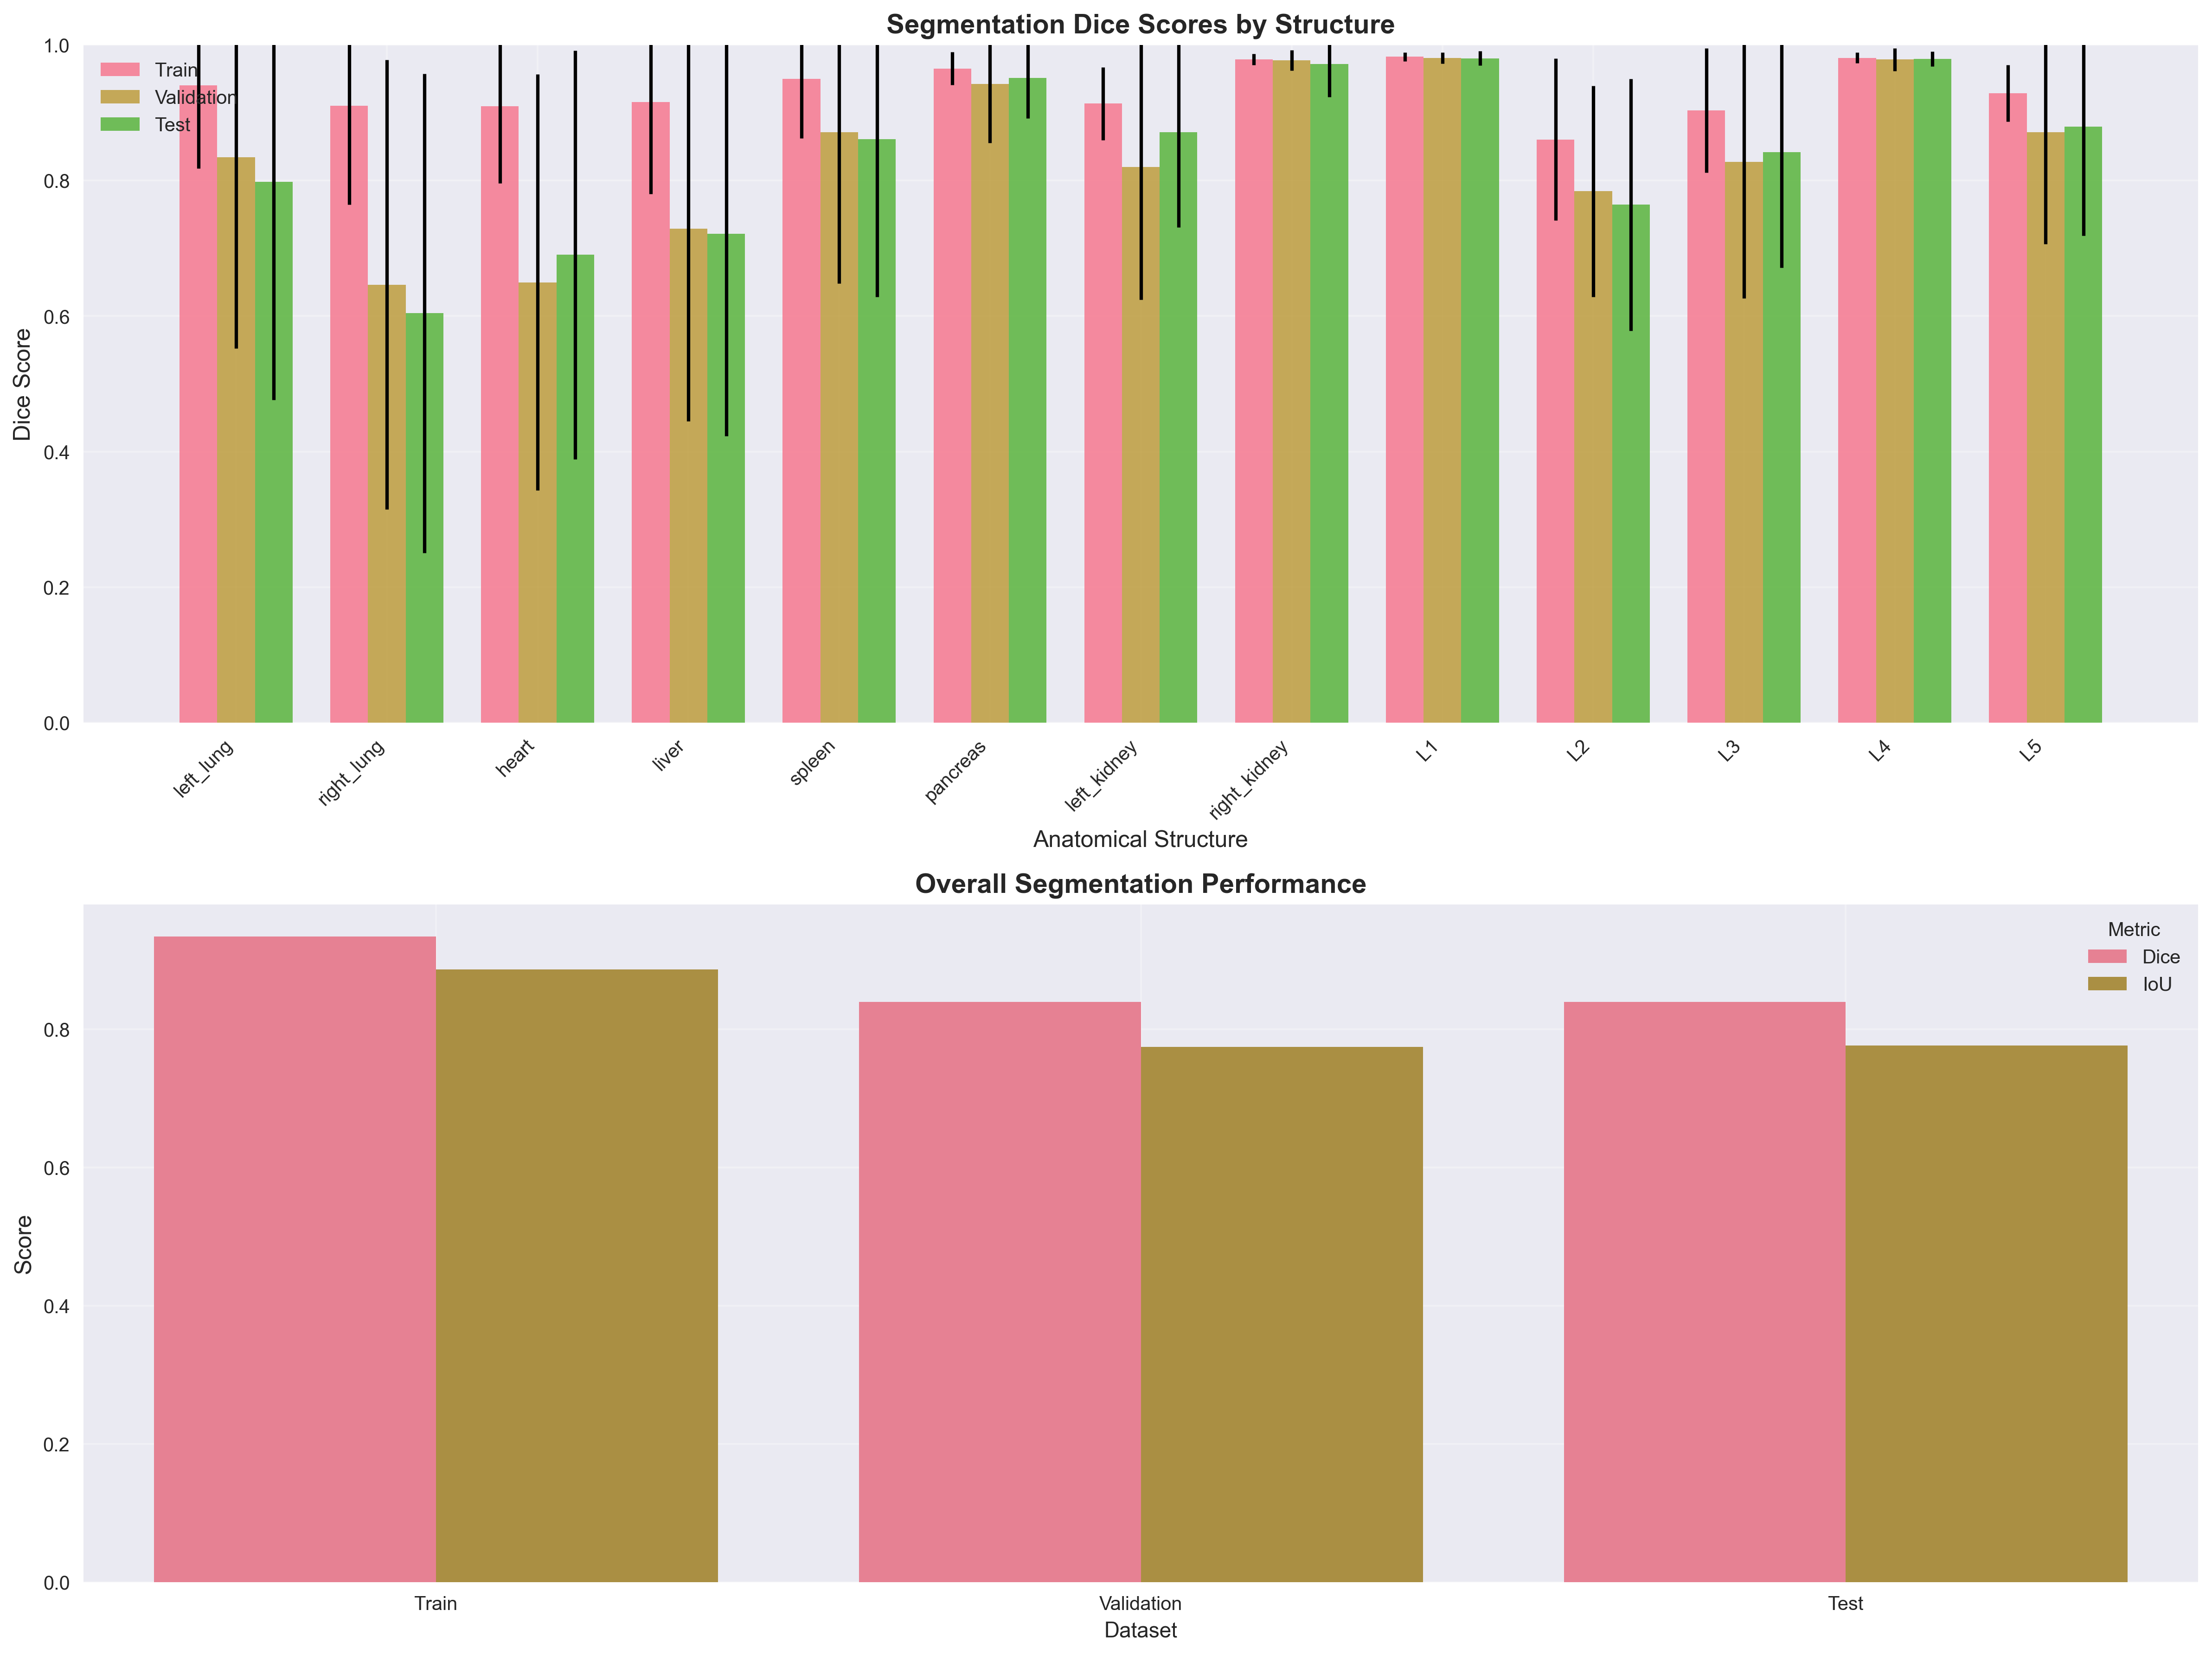 Segmentation Dice Scores by Structure
1.0
0.8
0.6
0.4
0.2
0.0
Dice Score
Train
Validation
Test
left_lung
right_lung
heart
liver
spleen
pancreas
left_kidney
right_kidney
L1
L2
L3
L4
L5
Anatomical Structure
Overall Segmentation Performance
0.8
0.6
0.4
0.2
0.0
Score
Metric
Dice
IoU
Train
Validation
Test
Dataset